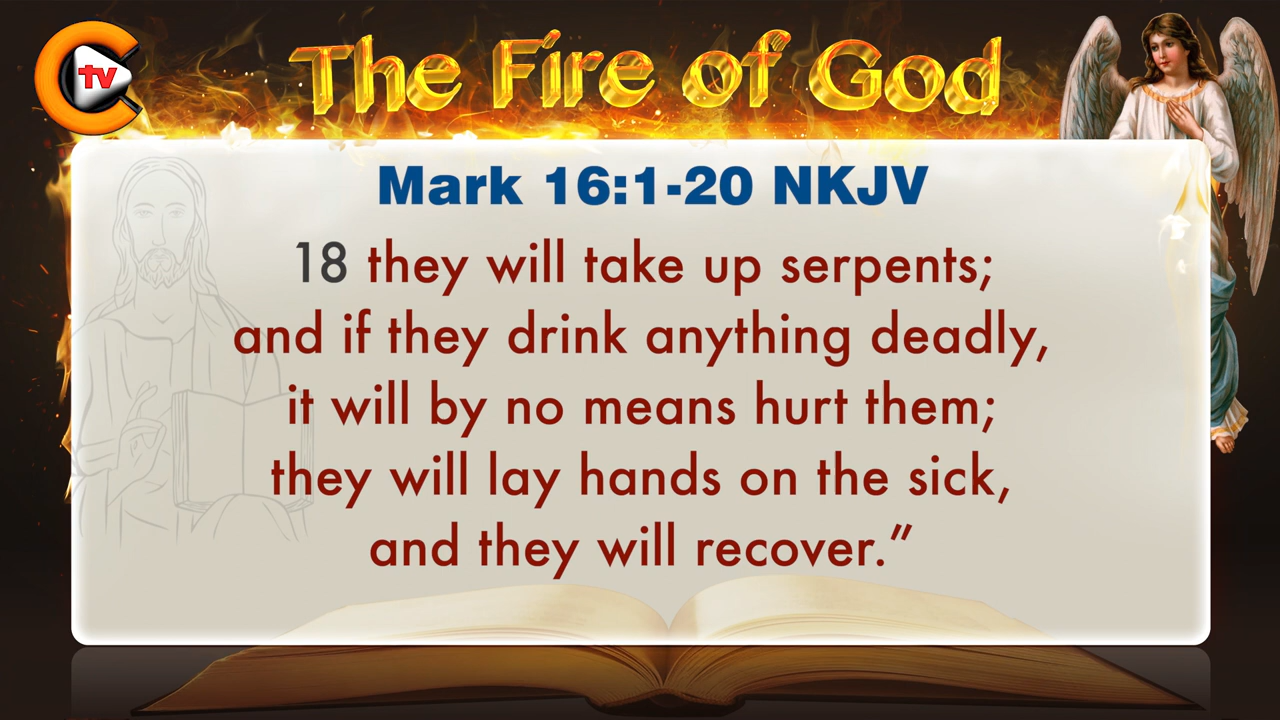 tv
The Fire of God
Mark 16:1-20 NKJV
18 they will take up serpents;
and if they drink anything deadly,
it will by no means hurt them;
they will lay hands on the sick,
and they will recover.”